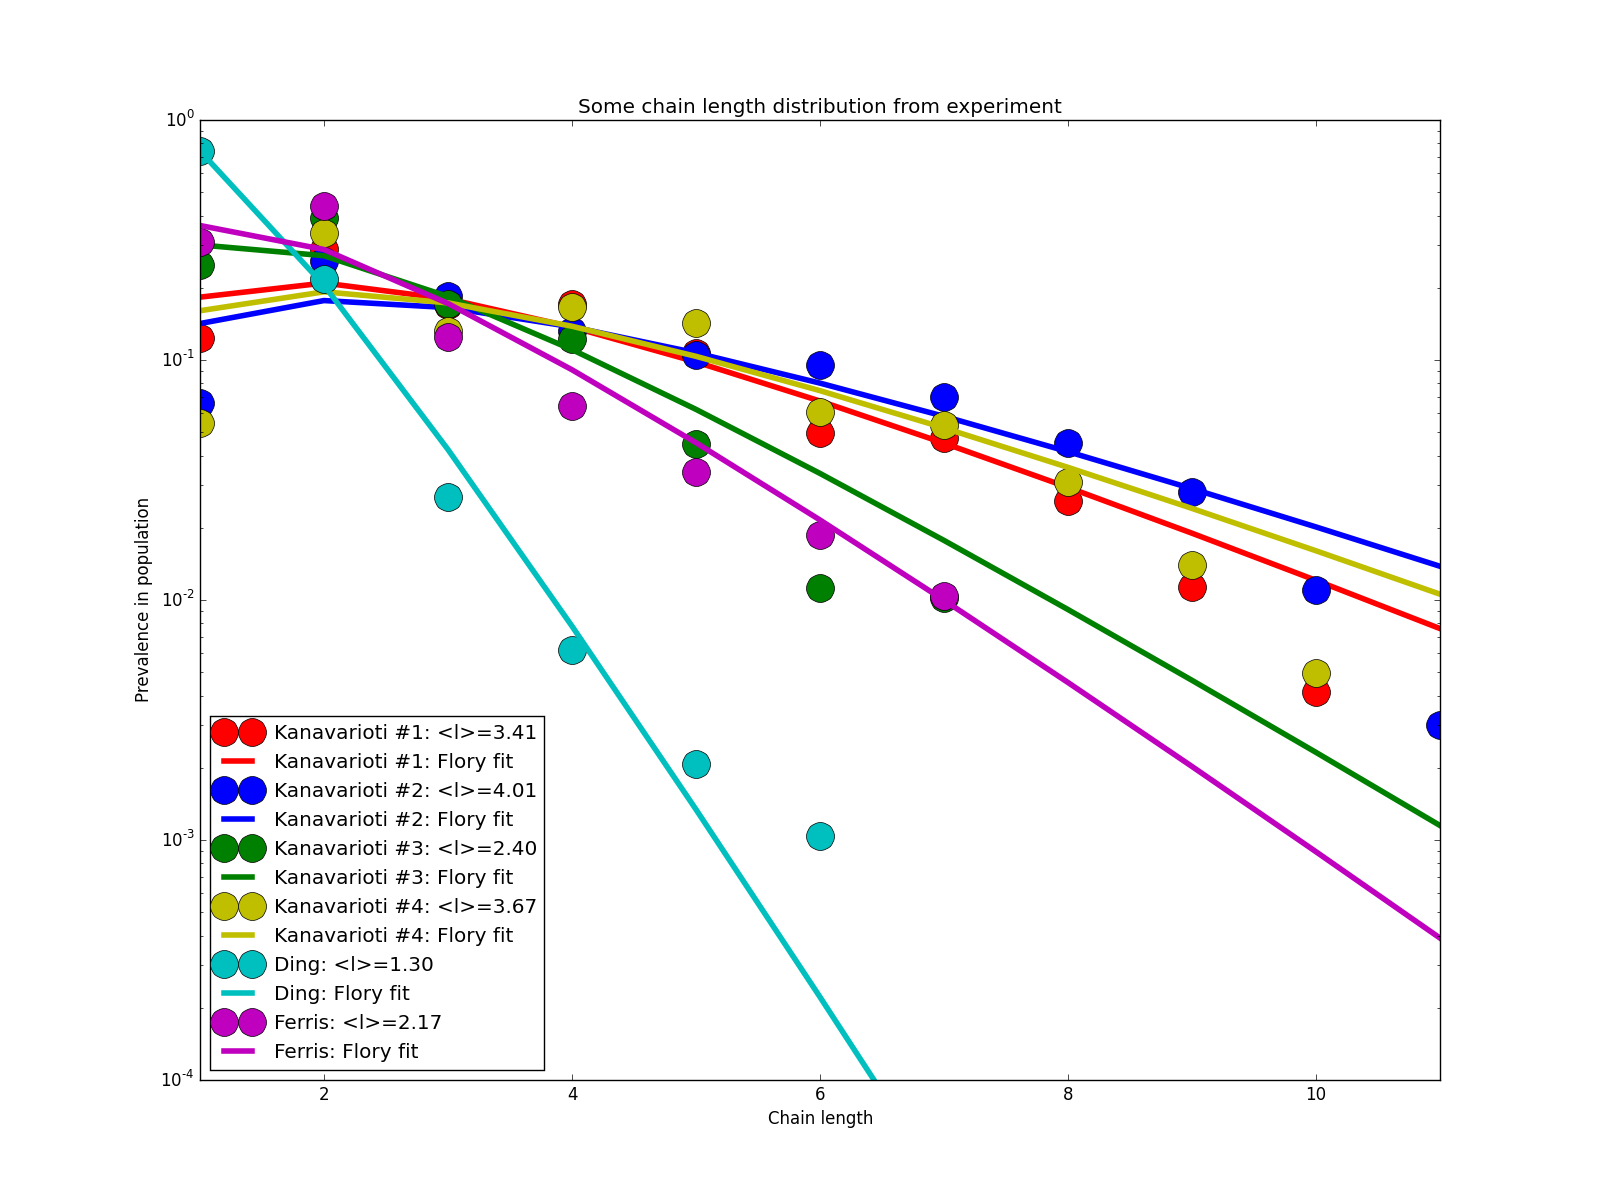 Some chain length distribution from experiment
10^0
10^-1
10^-2
10^-3
10^-4
Prevalence in population
Kanavarioti #1: <l>=3.41
Kanavarioti #1: Flory fit
Kanavarioti #2: <l>=4.01
Kanavarioti #2: Flory fit
Kanavarioti #3: <l>=2.40
Kanavarioti #3: Flory fit
Kanavarioti #4: <l>=3.67
Kanavarioti #4: Flory fit
Ding: <l>=1.30
Ding: Flory fit
Ferris: <l>=2.17
Ferris: Flory fit
2 4 6 8 10
Chain length